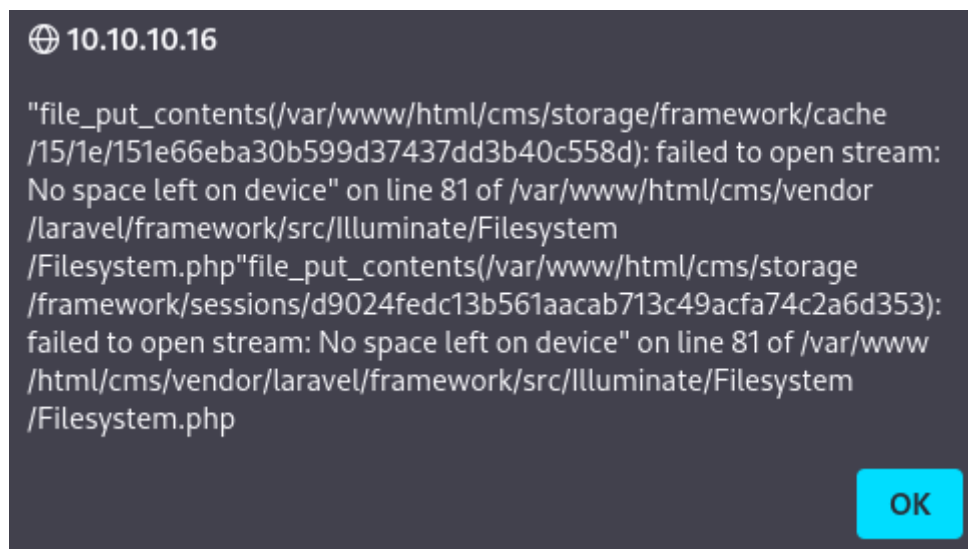 10.10.10.16
"file_put_contents(/var/www/html/cms/storage/framework/cache
/15/1e/151e66eba30b599d37437dd3b40c558d): failed to open stream:
No space left on device" on line 81 of /var/www/html/cms/vendor
/laravel/framework/src/Illuminate/Filesystem
/Filesystem.php"file_put_contents(/var/www/html/cms/storage
/framework/sessions/d9024fedc13b561aacab713c49acfa74c2a6d353):
failed to open stream: No space left on device" on line 81 of /var/www
/html/cms/vendor/laravel/framework/src/Illuminate/Filesystem
/Filesystem.php
OK